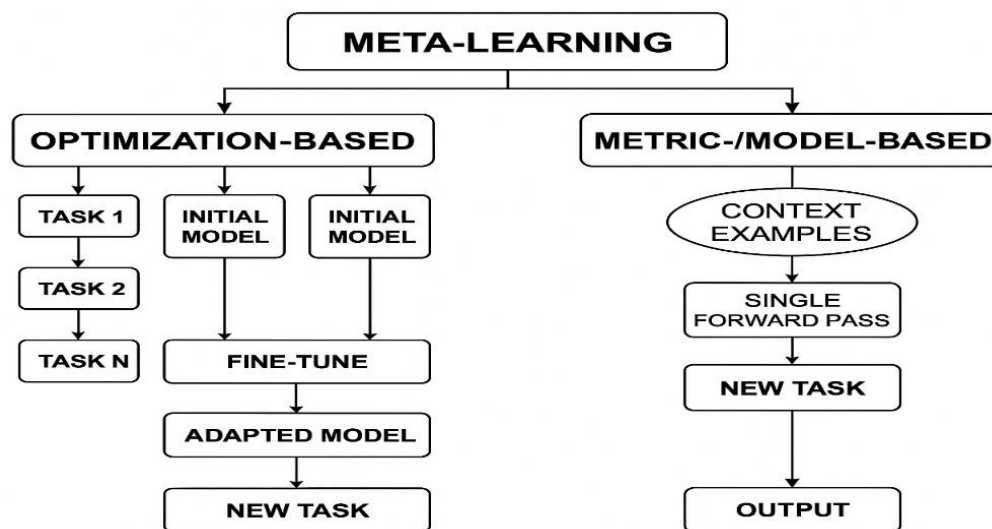 META-LEARNING
OPTIMIZATION-BASED
METRIC-/MODEL-BASED
TASK 1
INITIAL
MODEL
INITIAL
MODEL
CONTEXT
EXAMPLES
TASK 2
SINGLE
FORWARD PASS
TASK N
FINE-TUNE
NEW TASK
ADAPTED MODEL
NEW TASK
OUTPUT